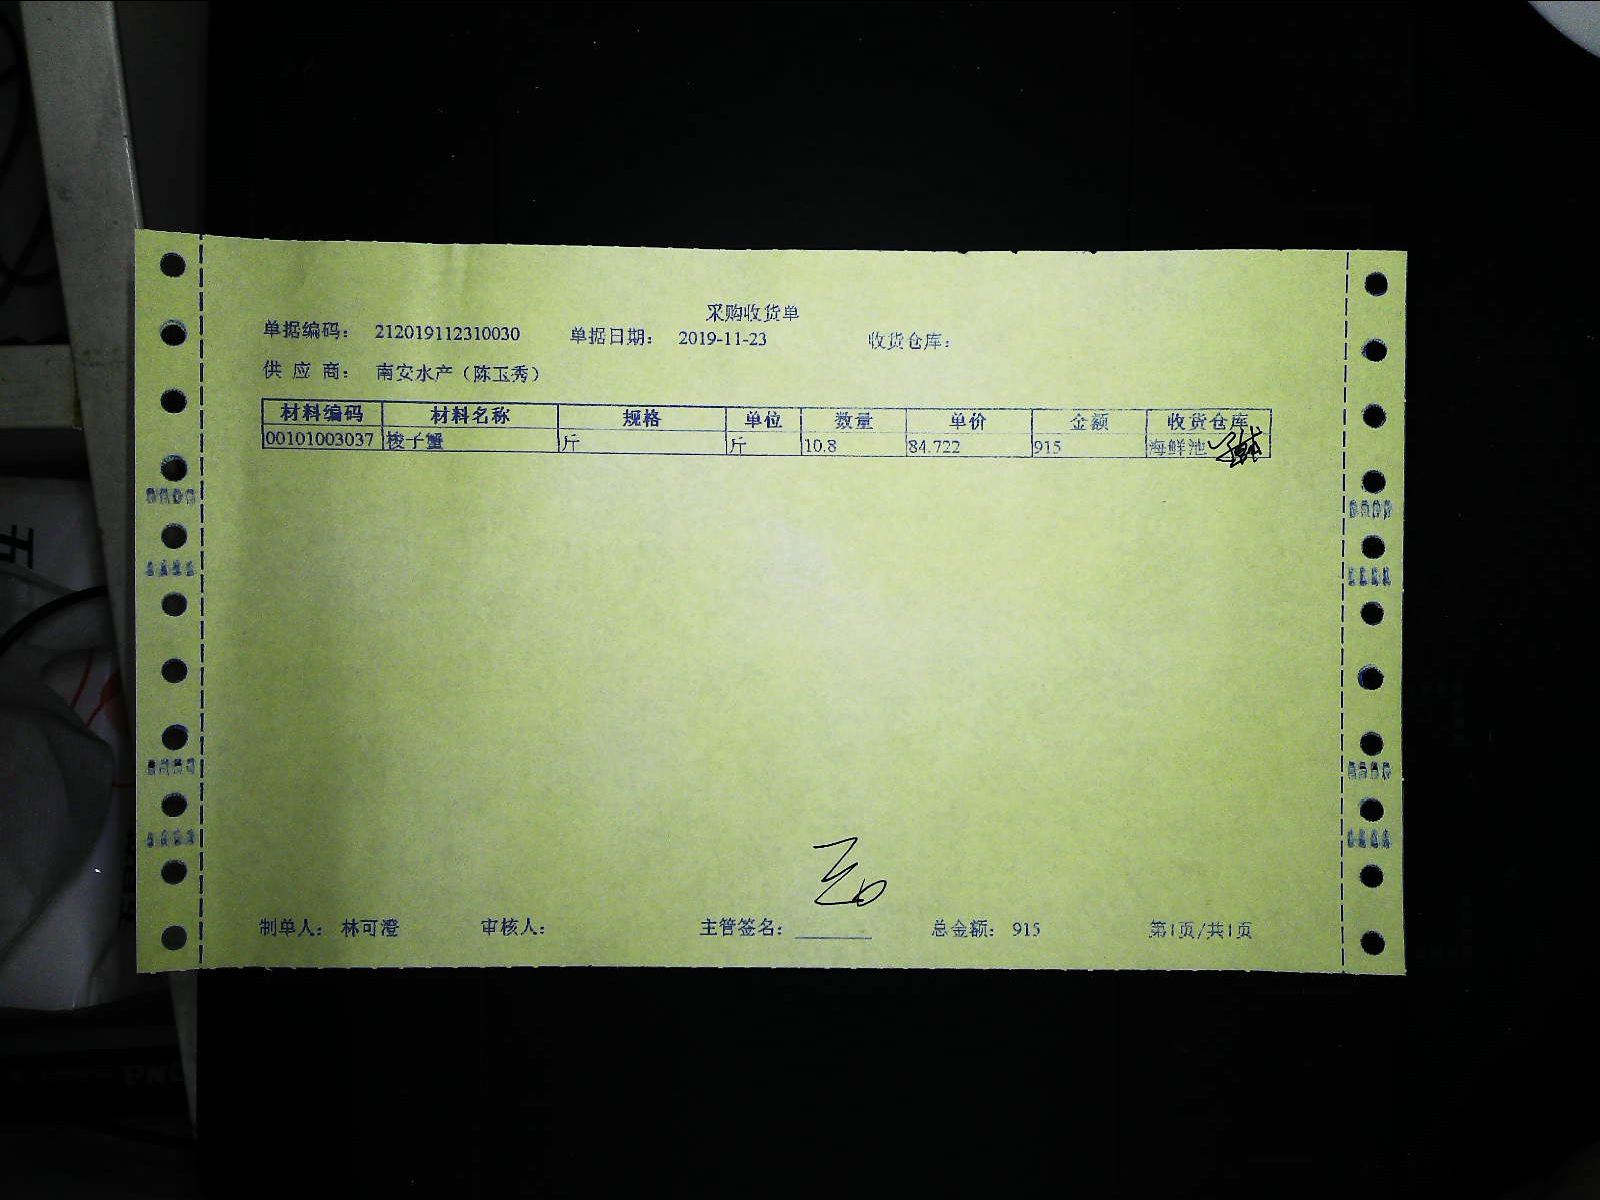 采购收货单
单据编码： 212019112310030 单据日期： 2019-11-23 收货仓库：
供 应 商： 南安水产（陈玉秀）
材料编码 材料名称 规格 单位 数量 单价 金额 收货仓库
00101003037 梭子蟹 斤 斤 10.8 84.722 915 海鲜池
制单人： 林可澄 审核人： 主管签名： 总金额： 915 第1页/共1页